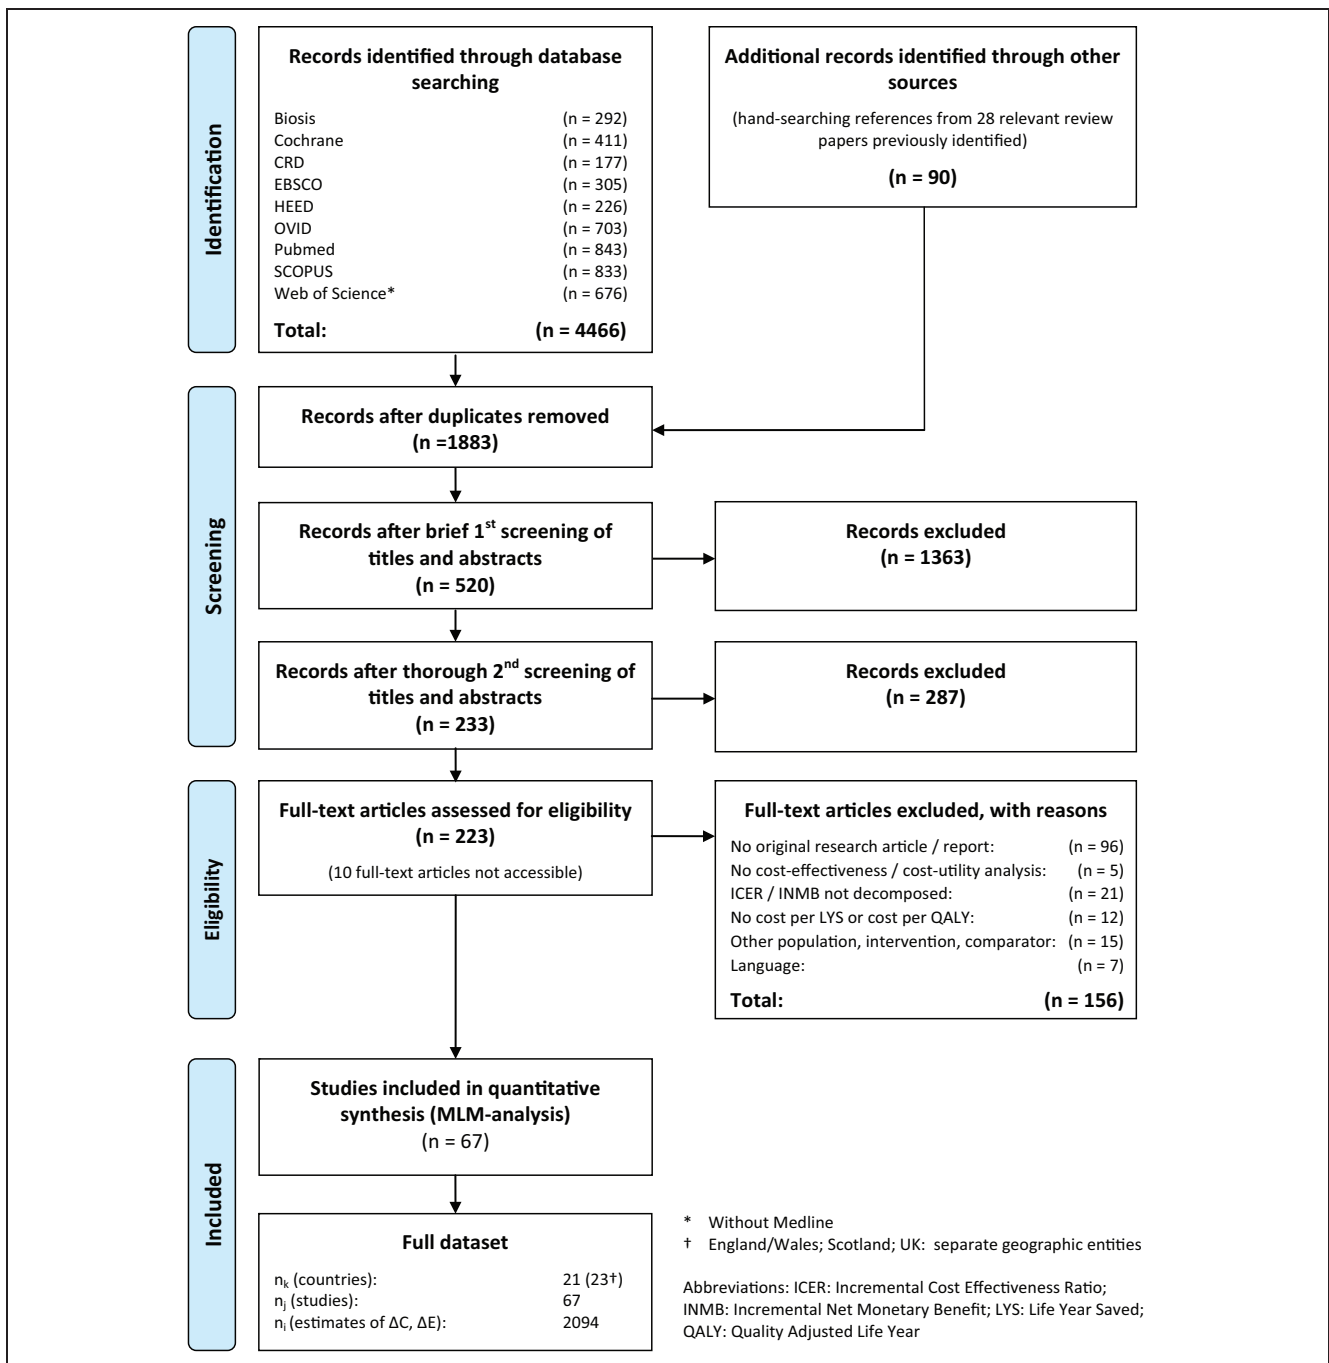 Identification
Records identified through database
searching
Biosis (n = 292)
Cochrane (n = 411)
CRD (n = 177)
EBSCO (n = 305)
HEED (n = 226)
OVID (n = 703)
Pubmed (n = 843)
SCOPUS (n = 833)
Web of Science* (n = 676)
Total: (n = 4466)
Additional records identified through other
sources
(hand-searching references from 28 relevant review
papers previously identified)
(n = 90)
Screening
Records after duplicates removed
(n =1883)
Records after brief 1st screening of
titles and abstracts
(n = 520)
Records excluded
(n = 1363)
Records after thorough 2nd screening of
titles and abstracts
(n = 233)
Records excluded
(n = 287)
Eligibility
Full-text articles assessed for eligibility
(n = 223)
(10 full-text articles not accessible)
Full-text articles excluded, with reasons
No original research article / report: (n = 96)
No cost-effectiveness / cost-utility analysis: (n = 5)
ICER / INMB not decomposed: (n = 21)
No cost per LYS or cost per QALY: (n = 12)
Other population, intervention, comparator: (n = 15)
Language: (n = 7)
Total: (n = 156)
Included
Studies included in quantitative
synthesis (MLM-analysis)
(n = 67)
Full dataset
nk (countries): 21 (23†)
nj (studies): 67
ni (estimates of ΔC, ΔE): 2094
* Without Medline
† England/Wales; Scotland; UK: separate geographic entities
Abbreviations: ICER: Incremental Cost Effectiveness Ratio;
INMB: Incremental Net Monetary Benefit; LYS: Life Year Saved;
QALY: Quality Adjusted Life Year